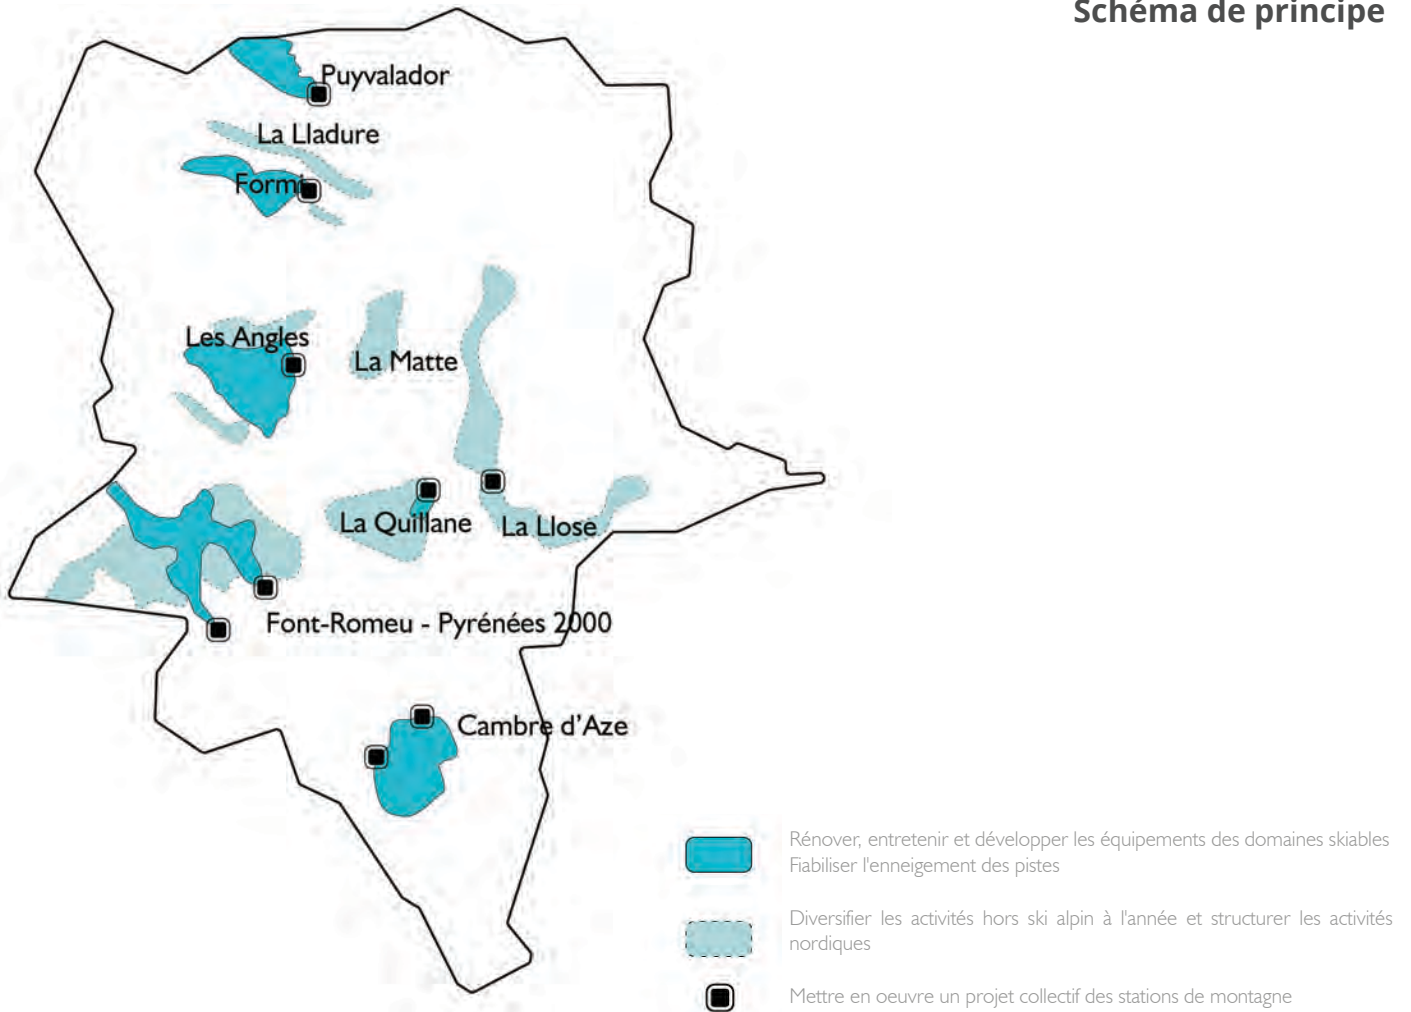 Schéma de principe
Puyvalador
La Lladure
Formi
Les Angles
La Matte
La Quillane
La Llose
Font-Romeu - Pyrénées 2000
Cambre d'Aze
Rénover, entretenir et développer les équipements des domaines skiables
Fiabiliser l'enneigement des pistes
Diversifier les activités hors ski alpin à l'année et structurer les activités
nordiques
Mettre en oeuvre un projet collectif des stations de montagne